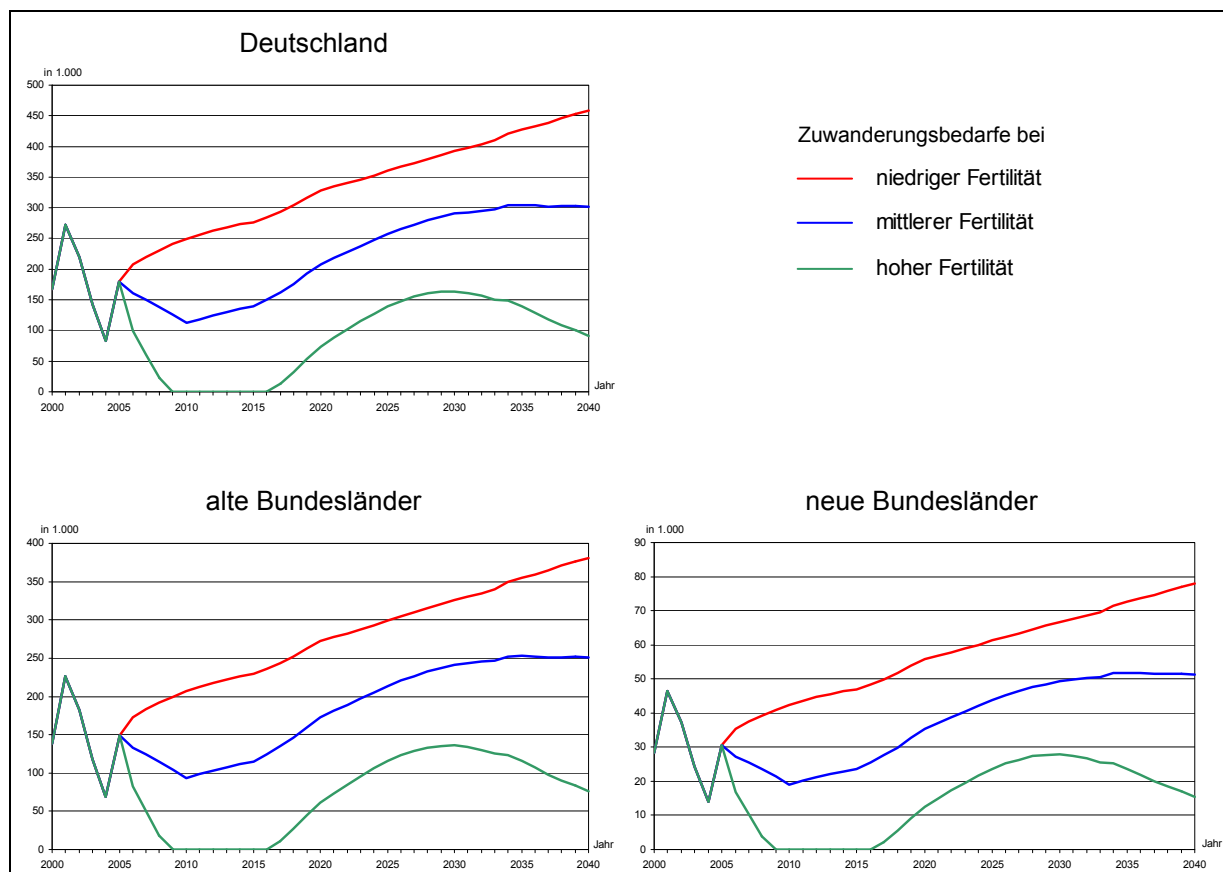 Deutschland
in 1.000
500
450
400
350
300
250
200
150
100
50
0
Jahr
2000 2005 2010 2015 2020 2025 2030 2035 2040
Zuwanderungsbedarfe bei
niedriger Fertilität
mittlerer Fertilität
hoher Fertilität
alte Bundesländer
in 1.000
400
350
300
250
200
150
100
50
0
Jahr
2000 2005 2010 2015 2020 2025 2030 2035 2040
neue Bundesländer
in 1.000
90
80
70
60
50
40
30
20
10
0
Jahr
2000 2005 2010 2015 2020 2025 2030 2035 2040